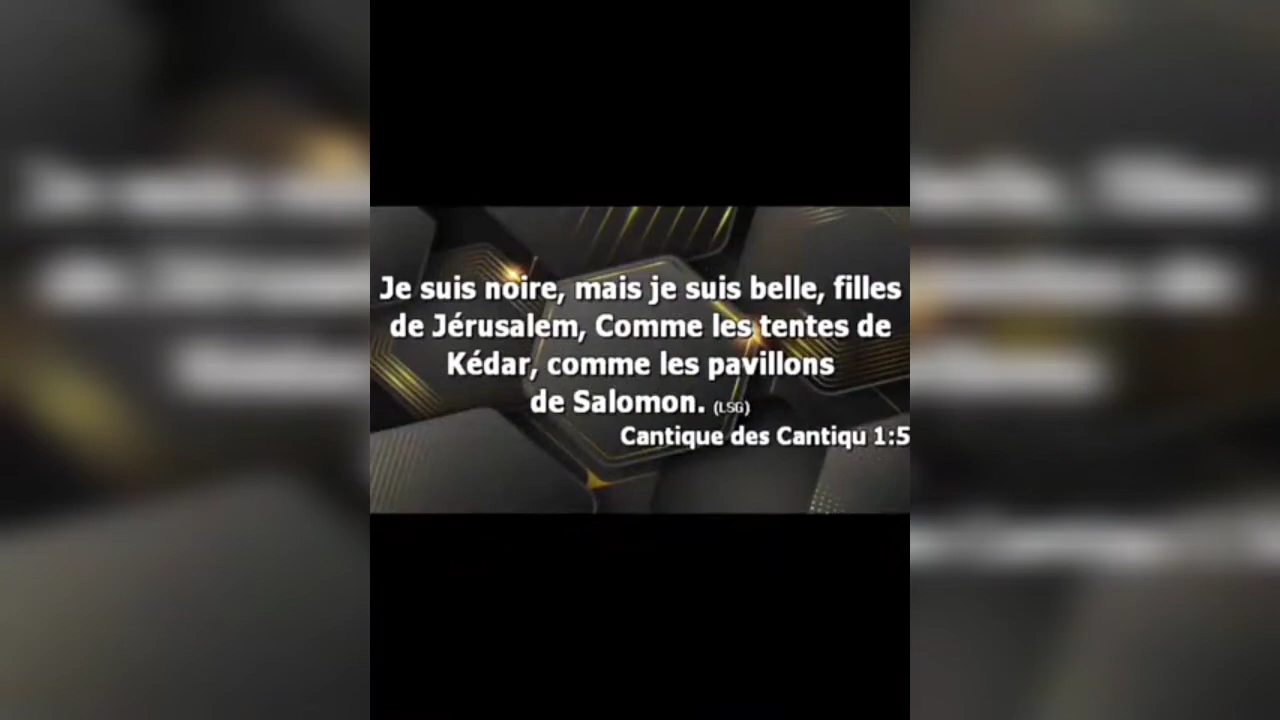 Je suis noire, mais je suis belle, filles
de Jérusalem, Comme les tentes de
Kédar, comme les pavillons
de Salomon. (LSG)
Cantique des Cantiqu 1:5